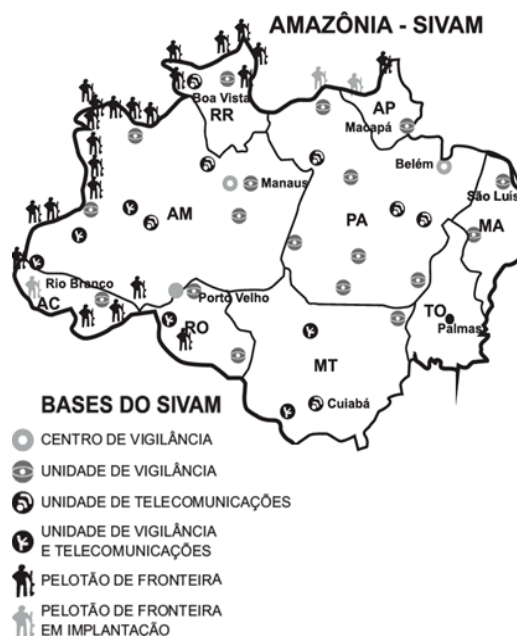 AMAZÔNIA - SIVAM
Boa Vista
RR
AP
Macapá
Belém
São Luís
Manaus
AM
PA
MA
Rio Branco
AC
Porto Velho
RO
TO
Palmas
MT
Cuiabá
BASES DO SIVAM
CENTRO DE VIGILÂNCIA
UNIDADE DE VIGILÂNCIA
UNIDADE DE TELECOMUNICAÇÕES
UNIDADE DE VIGILÂNCIA
E TELECOMUNICAÇÕES
PELOTÃO DE FRONTEIRA
PELOTÃO DE FRONTEIRA
EM IMPLANTAÇÃO